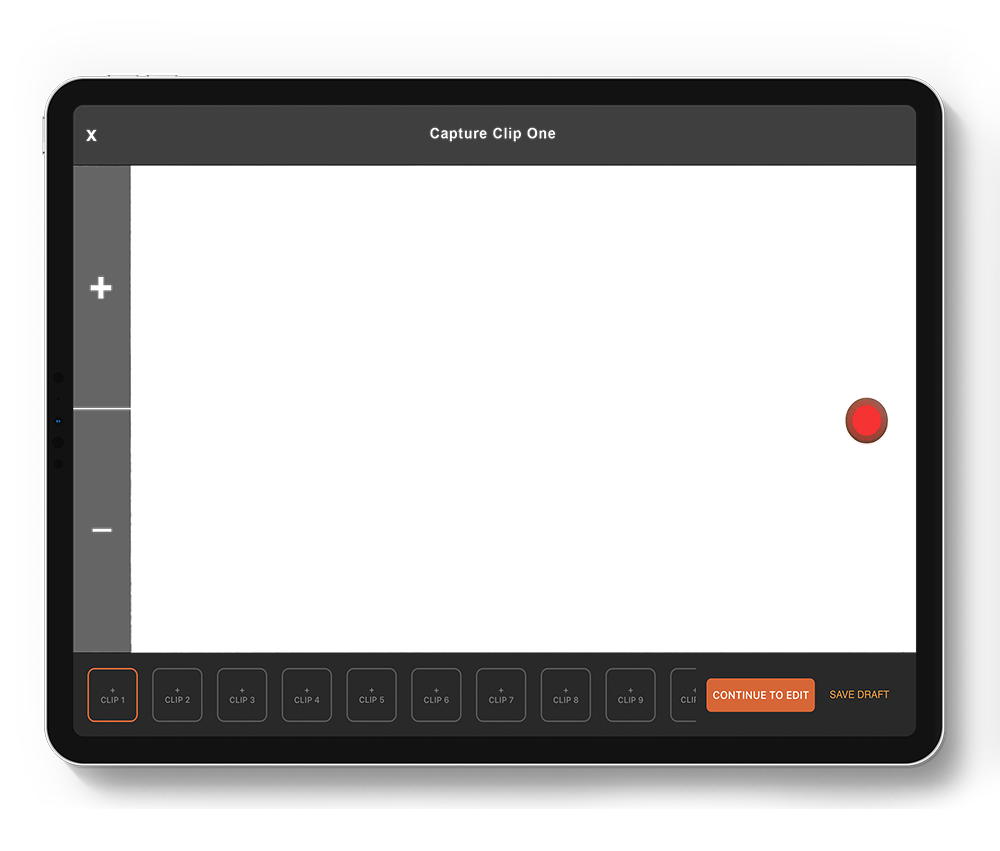 X
Capture Clip One
+
−
+
CLIP 1
+
CLIP 2
+
CLIP 3
+
CLIP 4
+
CLIP 5
+
CLIP 6
+
CLIP 7
+
CLIP 8
+
CLIP 9
CONTINUE TO EDIT
SAVE DRAFT